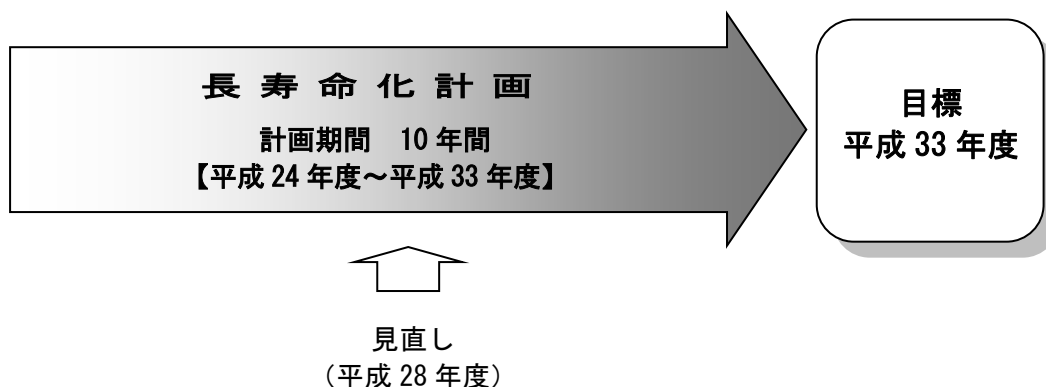 長寿命化計画
計画期間 10年間
【平成24年度~平成33年度】
目標
平成33年度
見直し
(平成28年度)